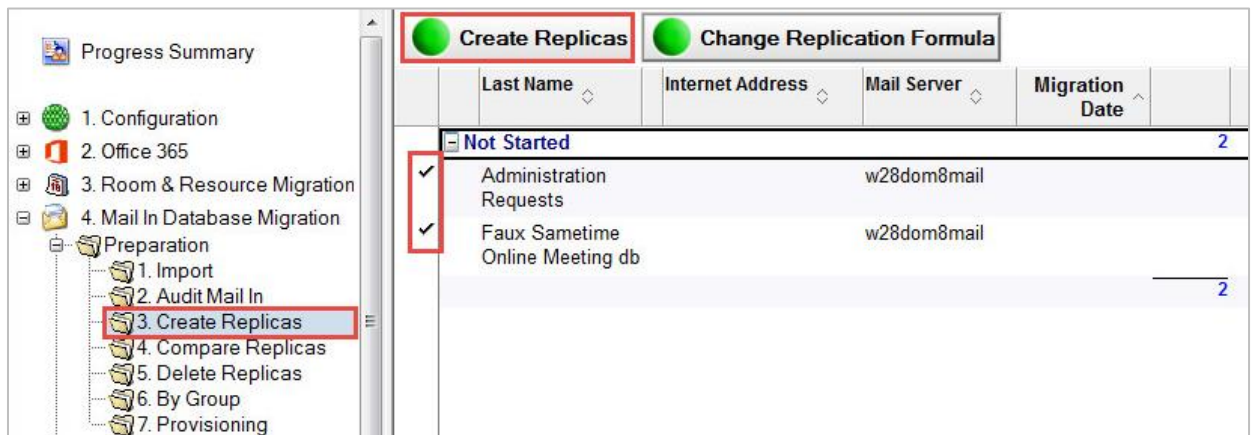 Progress Summary
1. Configuration
2. Office 365
3. Room & Resource Migration
4. Mail In Database Migration
Preparation
1. Import
2. Audit Mail In
3. Create Replicas
4. Compare Replicas
5. Delete Replicas
6. By Group
7. Provisioning
Create Replicas
Change Replication Formula
Last Name
Internet Address
Mail Server
Migration
Date
Not Started 2
Administration w28dom8mail
Requests
Faux Sametime w28dom8mail
Online Meeting db
2